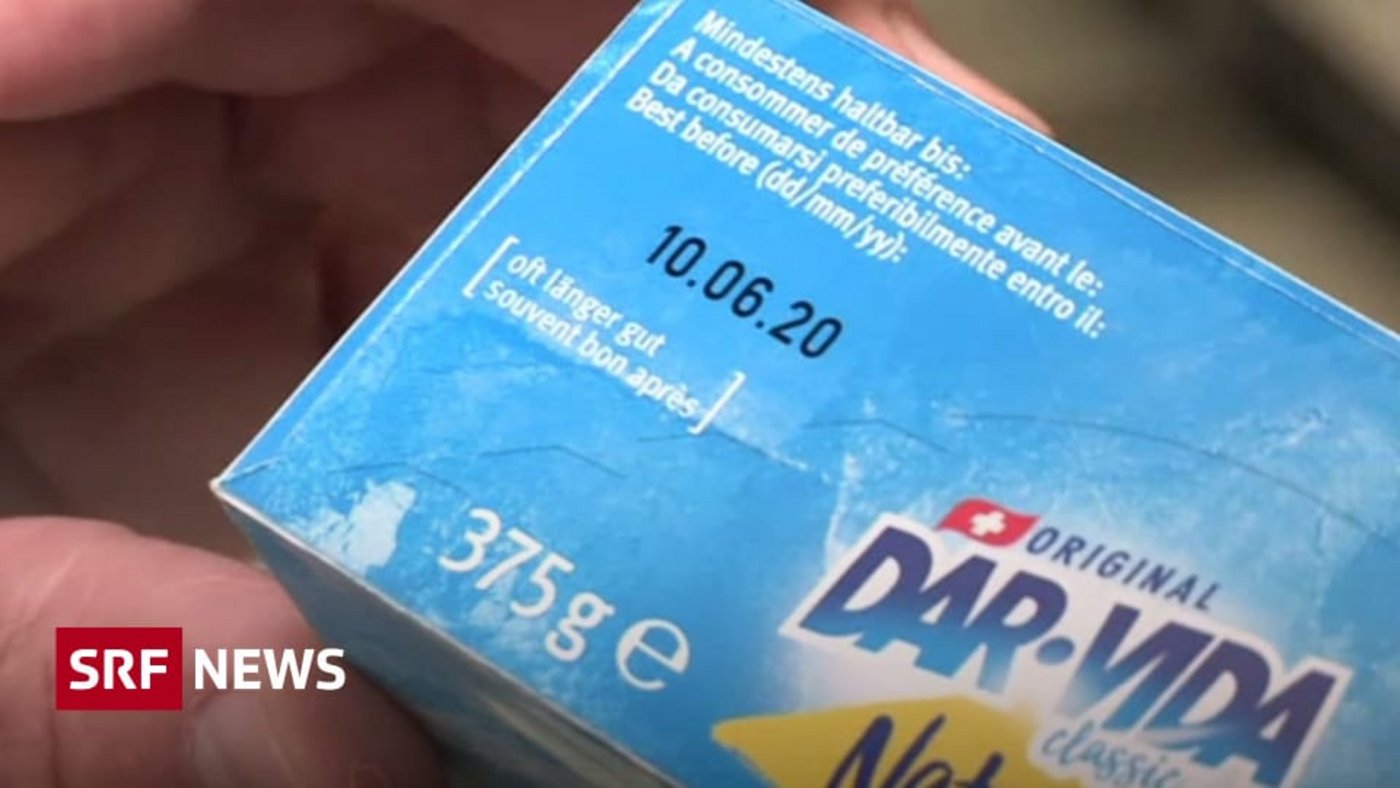 Mindestens haltbar bis:
A consommer de préférence avant le:
Da consumarsi preferibilmente entro il:
Best before (dd/mm/yy):
10.06.20
[oft länger gut
souvent bon après]
375g ℮
ORIGINAL
DAR·VIDA
classic
SRF NEWS